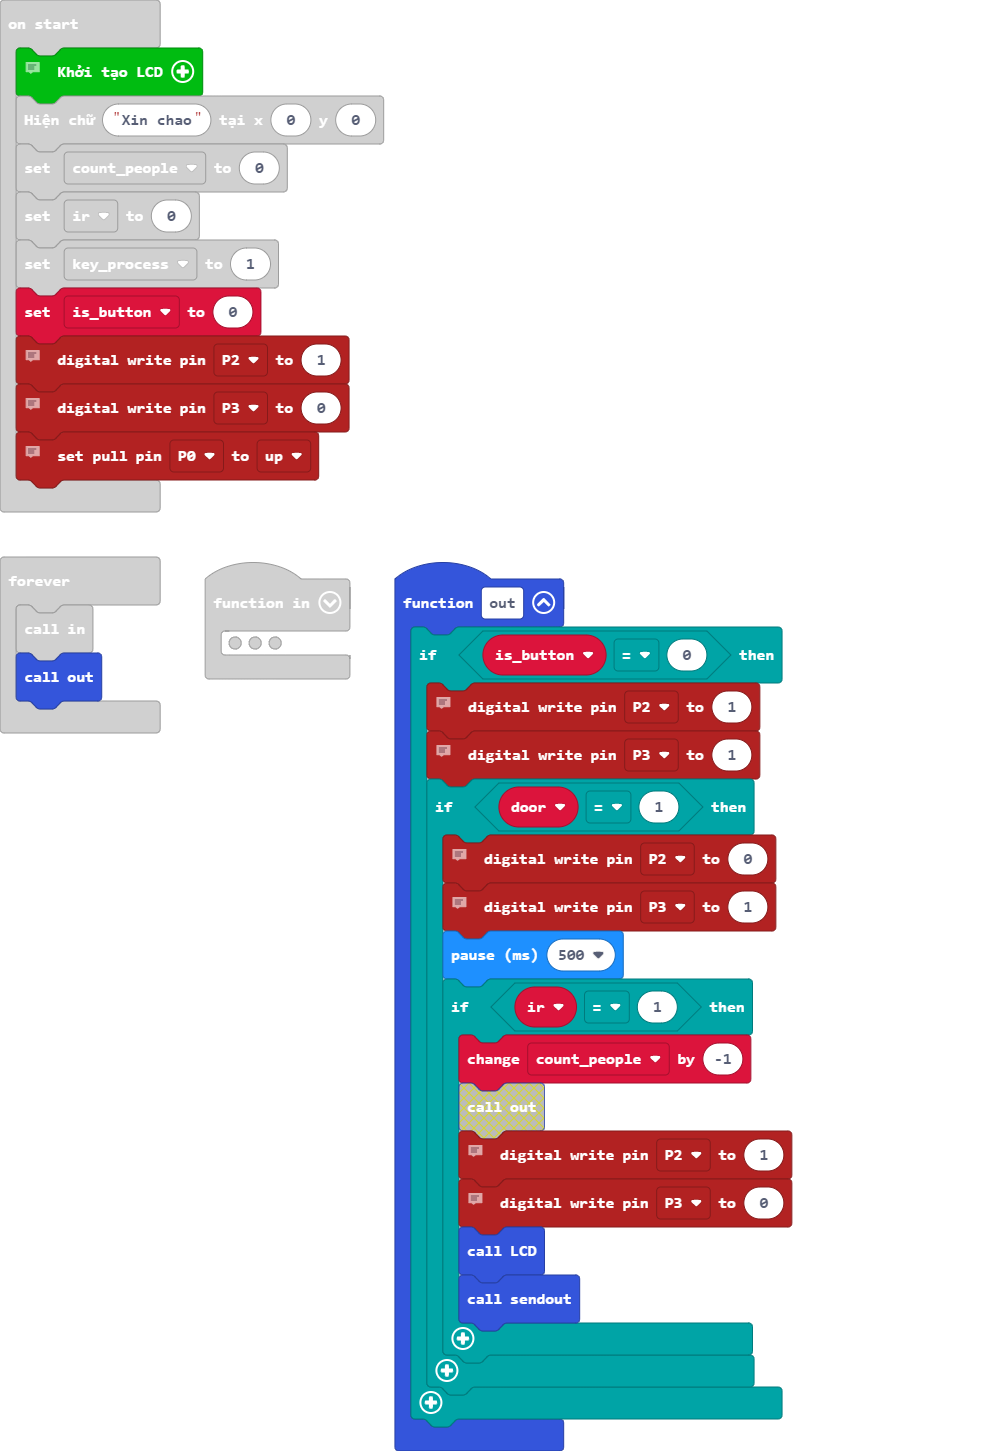 on start
Khởi tạo LCD
Hiện chữ "Xin chao" tại x 0 y 0
set count_people to 0
set ir to 0
set key_process to 1
set is_button to 0
digital write pin P2 to 1
digital write pin P3 to 0
set pull pin P0 to up
forever
call in
call out
function in
function out
if is_button = 0 then
digital write pin P2 to 1
digital write pin P3 to 1
if door = 1 then
digital write pin P2 to 0
digital write pin P3 to 1
pause (ms) 500
if ir = 1 then
change count_people by -1
call out
digital write pin P2 to 1
digital write pin P3 to 0
call LCD
call sendout